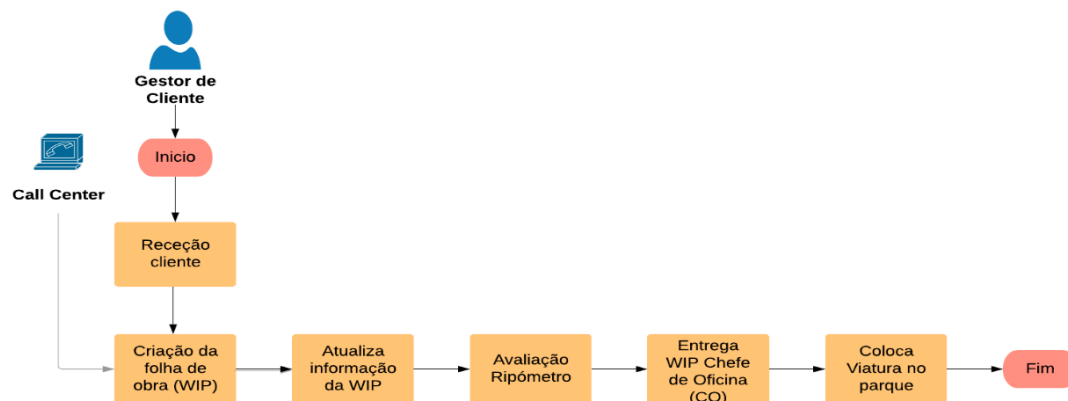 Gestor de
Cliente
Inicio
Call Center
Receção
cliente
Criação da
folha de
obra (WIP)
Atualiza
informação
da WIP
Avaliação
Ripómetro
Entrega
WIP Chefe
de Oficina
(CO)
Coloca
Viatura no
parque
Fim